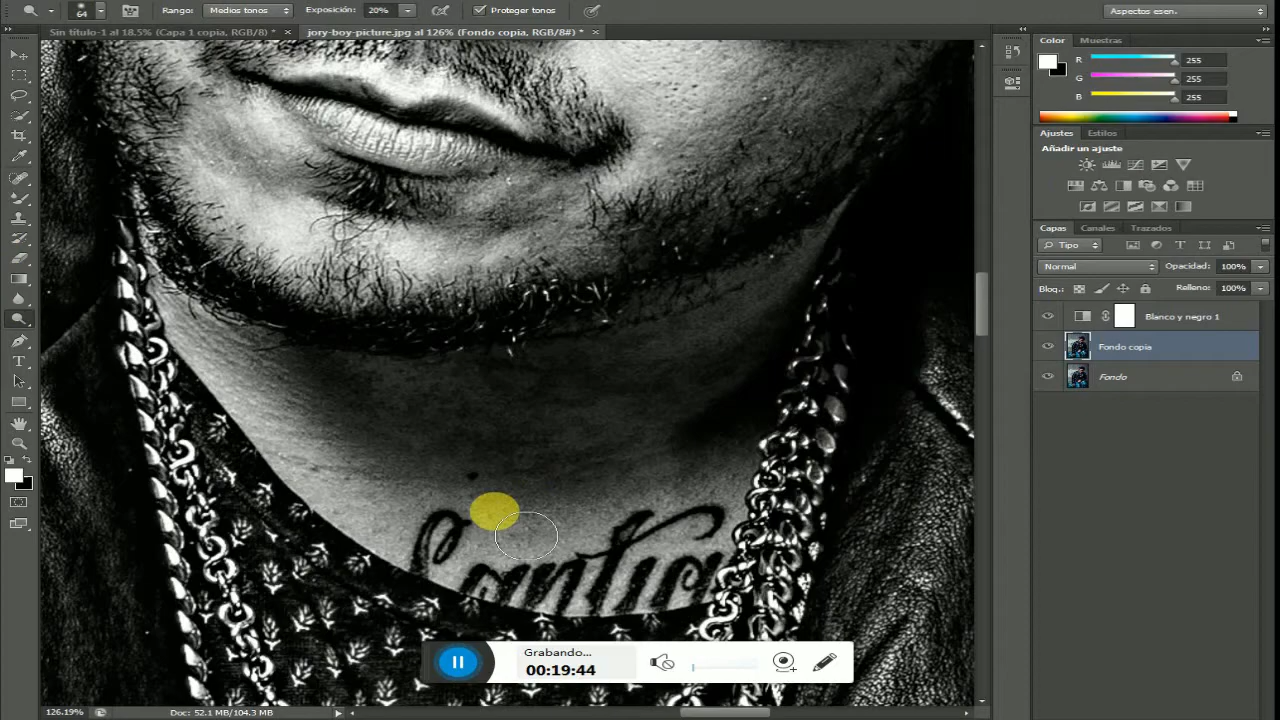 64
Rango: Medios tonos
Exposición: 20%
Proteger tonos
Aspectos esen.
Sin título-1 al 18.5% (Capa 1 copia, RGB/8) * ×
jory-boy-picture.jpg al 126% (Fondo copia, RGB/8#) * ×
Color Muestras
R 255
G 255
B 255
Ajustes Estilos
Añadir un ajuste
Capas Canales Trazados
Tipo
Normal Opacidad: 100%
Bloq.: Relleno: 100%
Blanco y negro 1
Fondo copia
Fondo
Grabando...
00:19:44
126.19% Doc: 52.1 MB/104.3 MB